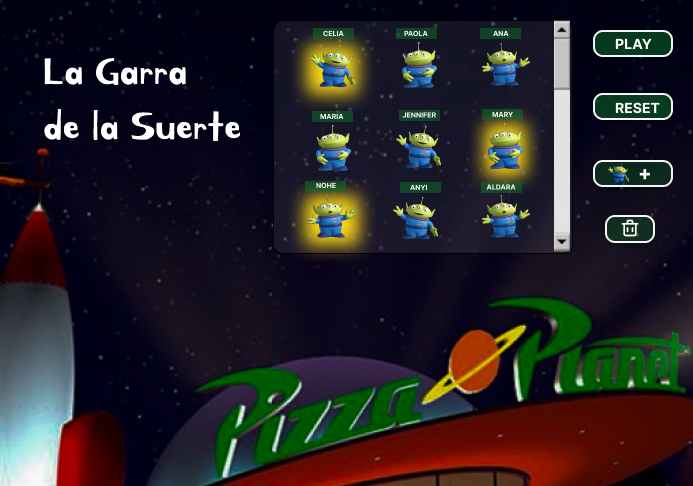 La Garra
de la Suerte
CELIA PAOLA ANA
MARIA JENNIFER MARY
NOHE ANYI ALDARA
PLAY
RESET
+
Pizza Planet